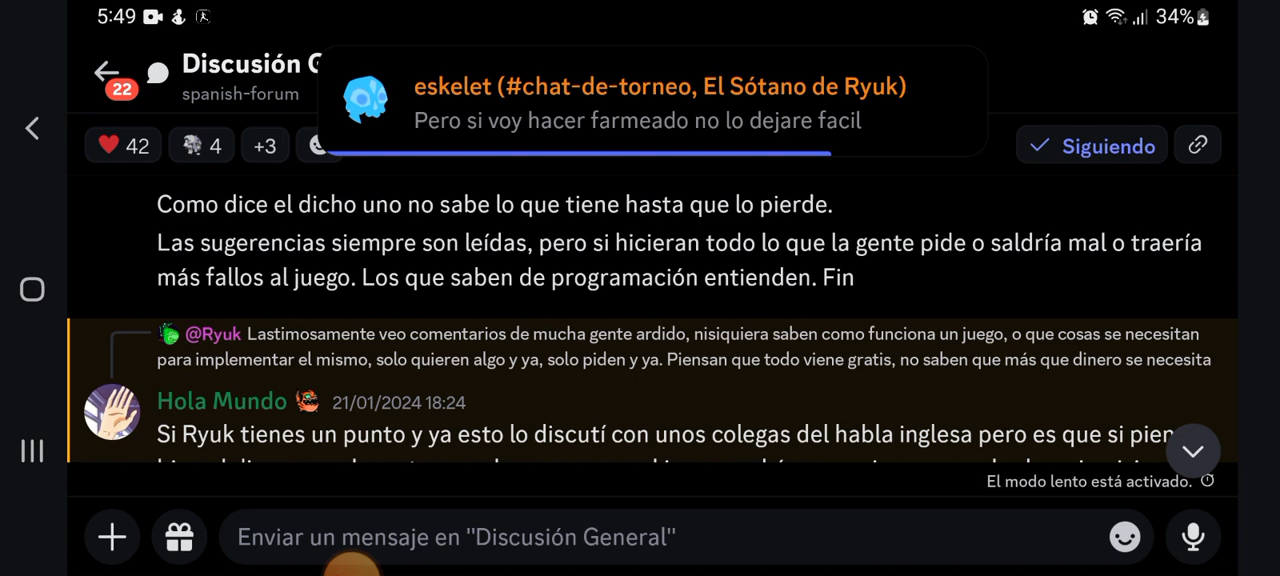 5:49
34%
22
Discusión G
spanish-forum
eskelet (#chat-de-torneo, El Sótano de Ryuk)
Pero si voy hacer farmeado no lo dejare facil
42
4
+3
Siguiendo
Como dice el dicho uno no sabe lo que tiene hasta que lo pierde.
Las sugerencias siempre son leídas, pero si hicieran todo lo que la gente pide o saldría mal o traería
más fallos al juego. Los que saben de programación entienden. Fin
@Ryuk Lastimosamente veo comentarios de mucha gente ardido, nisiquiera saben como funciona un juego, o que cosas se necesitan
para implementar el mismo, solo quieren algo y ya, solo piden y ya. Piensan que todo viene gratis, no saben que más que dinero se necesita
Hola Mundo 21/01/2024 18:24
Si Ryuk tienes un punto y ya esto lo discutí con unos colegas del habla inglesa pero es que si pien
El modo lento está activado.
Enviar un mensaje en "Discusión General"